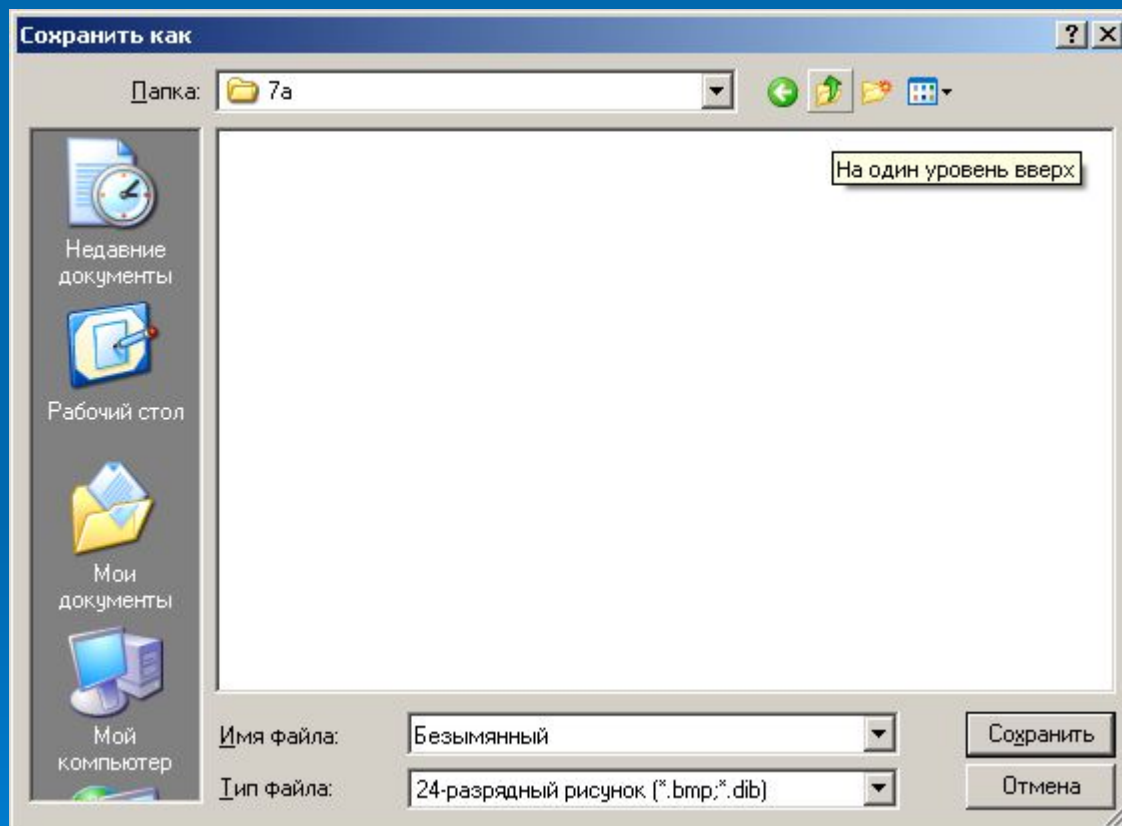 Сохранить как
Папка: 7а
На один уровень вверх
Недавние
документы
Рабочий стол
Мои
документы
Мой
компьютер
Имя файла: Безымянный
Сохранить
Тип файла: 24-разрядный рисунок (*.bmp;*.dib)
Отмена